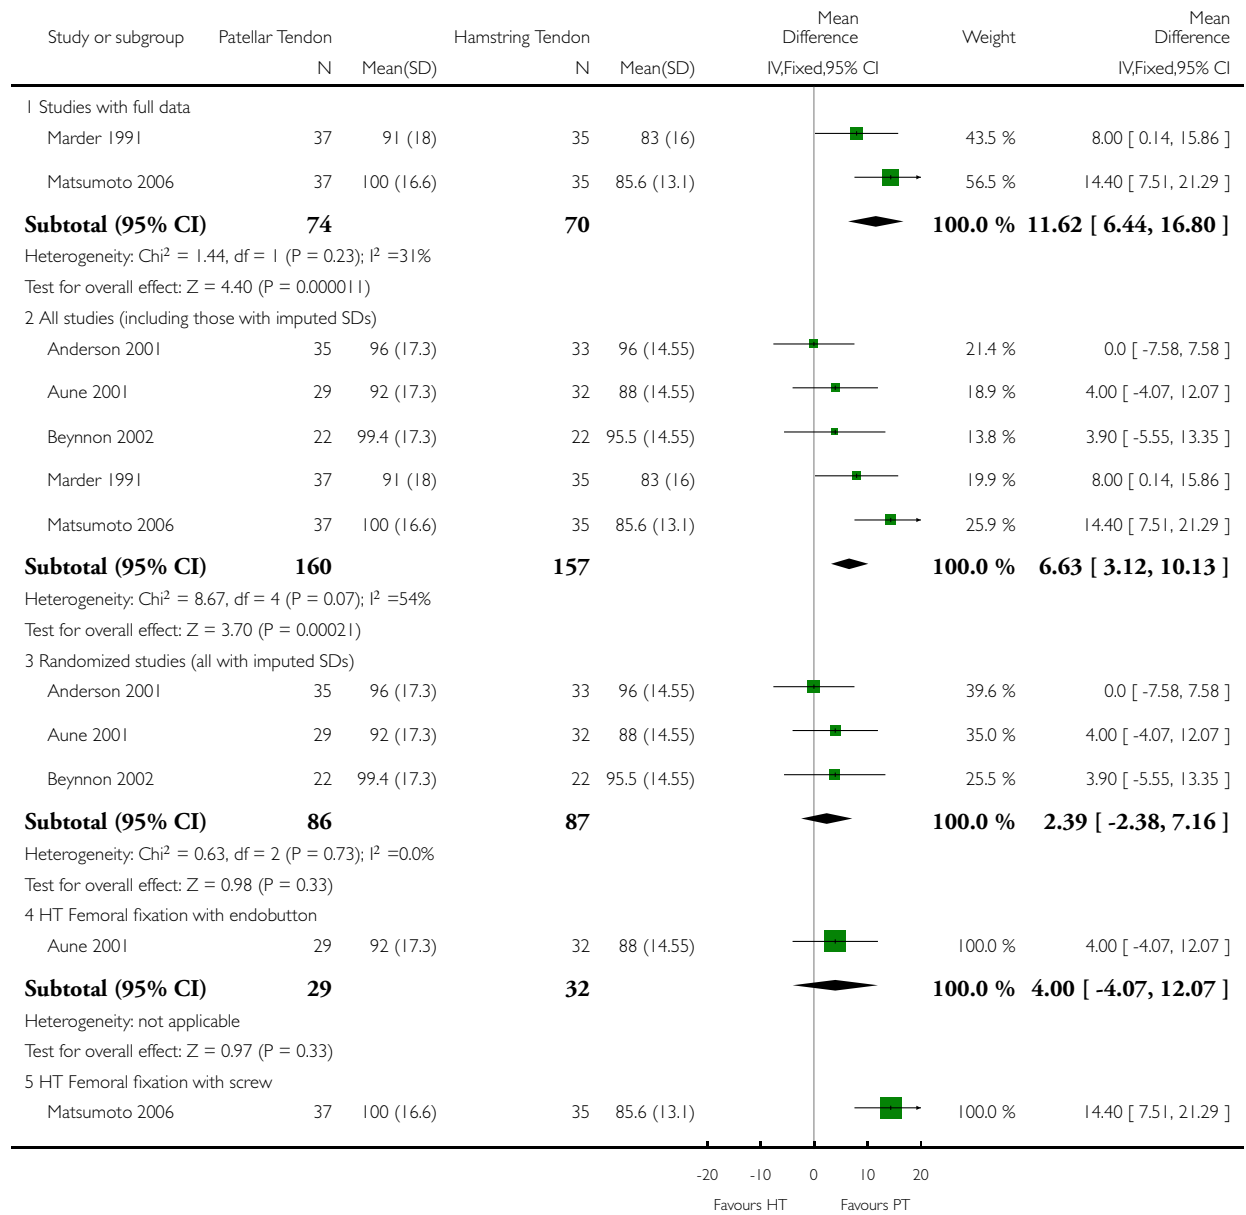 Mean Mean
Study or subgroup Patellar Tendon Hamstring Tendon Difference Weight Difference
N Mean(SD) N Mean(SD) IV,Fixed,95% CI IV,Fixed,95% CI
1 Studies with full data
Marder 1991 37 91 (18) 35 83 (16) 43.5 % 8.00 [ 0.14, 15.86 ]
Matsumoto 2006 37 100 (16.6) 35 85.6 (13.1) 56.5 % 14.40 [ 7.51, 21.29 ]
Subtotal (95% CI) 74 70 100.0 % 11.62 [ 6.44, 16.80 ]
Heterogeneity: Chi² = 1.44, df = 1 (P = 0.23); I² =31%
Test for overall effect: Z = 4.40 (P = 0.000011)
2 All studies (including those with imputed SDs)
Anderson 2001 35 96 (17.3) 33 96 (14.55) 21.4 % 0.0 [ -7.58, 7.58 ]
Aune 2001 29 92 (17.3) 32 88 (14.55) 18.9 % 4.00 [ -4.07, 12.07 ]
Beynnon 2002 22 99.4 (17.3) 22 95.5 (14.55) 13.8 % 3.90 [ -5.55, 13.35 ]
Marder 1991 37 91 (18) 35 83 (16) 19.9 % 8.00 [ 0.14, 15.86 ]
Matsumoto 2006 37 100 (16.6) 35 85.6 (13.1) 25.9 % 14.40 [ 7.51, 21.29 ]
Subtotal (95% CI) 160 157 100.0 % 6.63 [ 3.12, 10.13 ]
Heterogeneity: Chi² = 8.67, df = 4 (P = 0.07); I² =54%
Test for overall effect: Z = 3.70 (P = 0.00021)
3 Randomized studies (all with imputed SDs)
Anderson 2001 35 96 (17.3) 33 96 (14.55) 39.6 % 0.0 [ -7.58, 7.58 ]
Aune 2001 29 92 (17.3) 32 88 (14.55) 35.0 % 4.00 [ -4.07, 12.07 ]
Beynnon 2002 22 99.4 (17.3) 22 95.5 (14.55) 25.5 % 3.90 [ -5.55, 13.35 ]
Subtotal (95% CI) 86 87 100.0 % 2.39 [ -2.38, 7.16 ]
Heterogeneity: Chi² = 0.63, df = 2 (P = 0.73); I² =0.0%
Test for overall effect: Z = 0.98 (P = 0.33)
4 HT Femoral fixation with endobutton
Aune 2001 29 92 (17.3) 32 88 (14.55) 100.0 % 4.00 [ -4.07, 12.07 ]
Subtotal (95% CI) 29 32 100.0 % 4.00 [ -4.07, 12.07 ]
Heterogeneity: not applicable
Test for overall effect: Z = 0.97 (P = 0.33)
5 HT Femoral fixation with screw
Matsumoto 2006 37 100 (16.6) 35 85.6 (13.1) 100.0 % 14.40 [ 7.51, 21.29 ]
-20 -10 0 10 20
Favours HT Favours PT